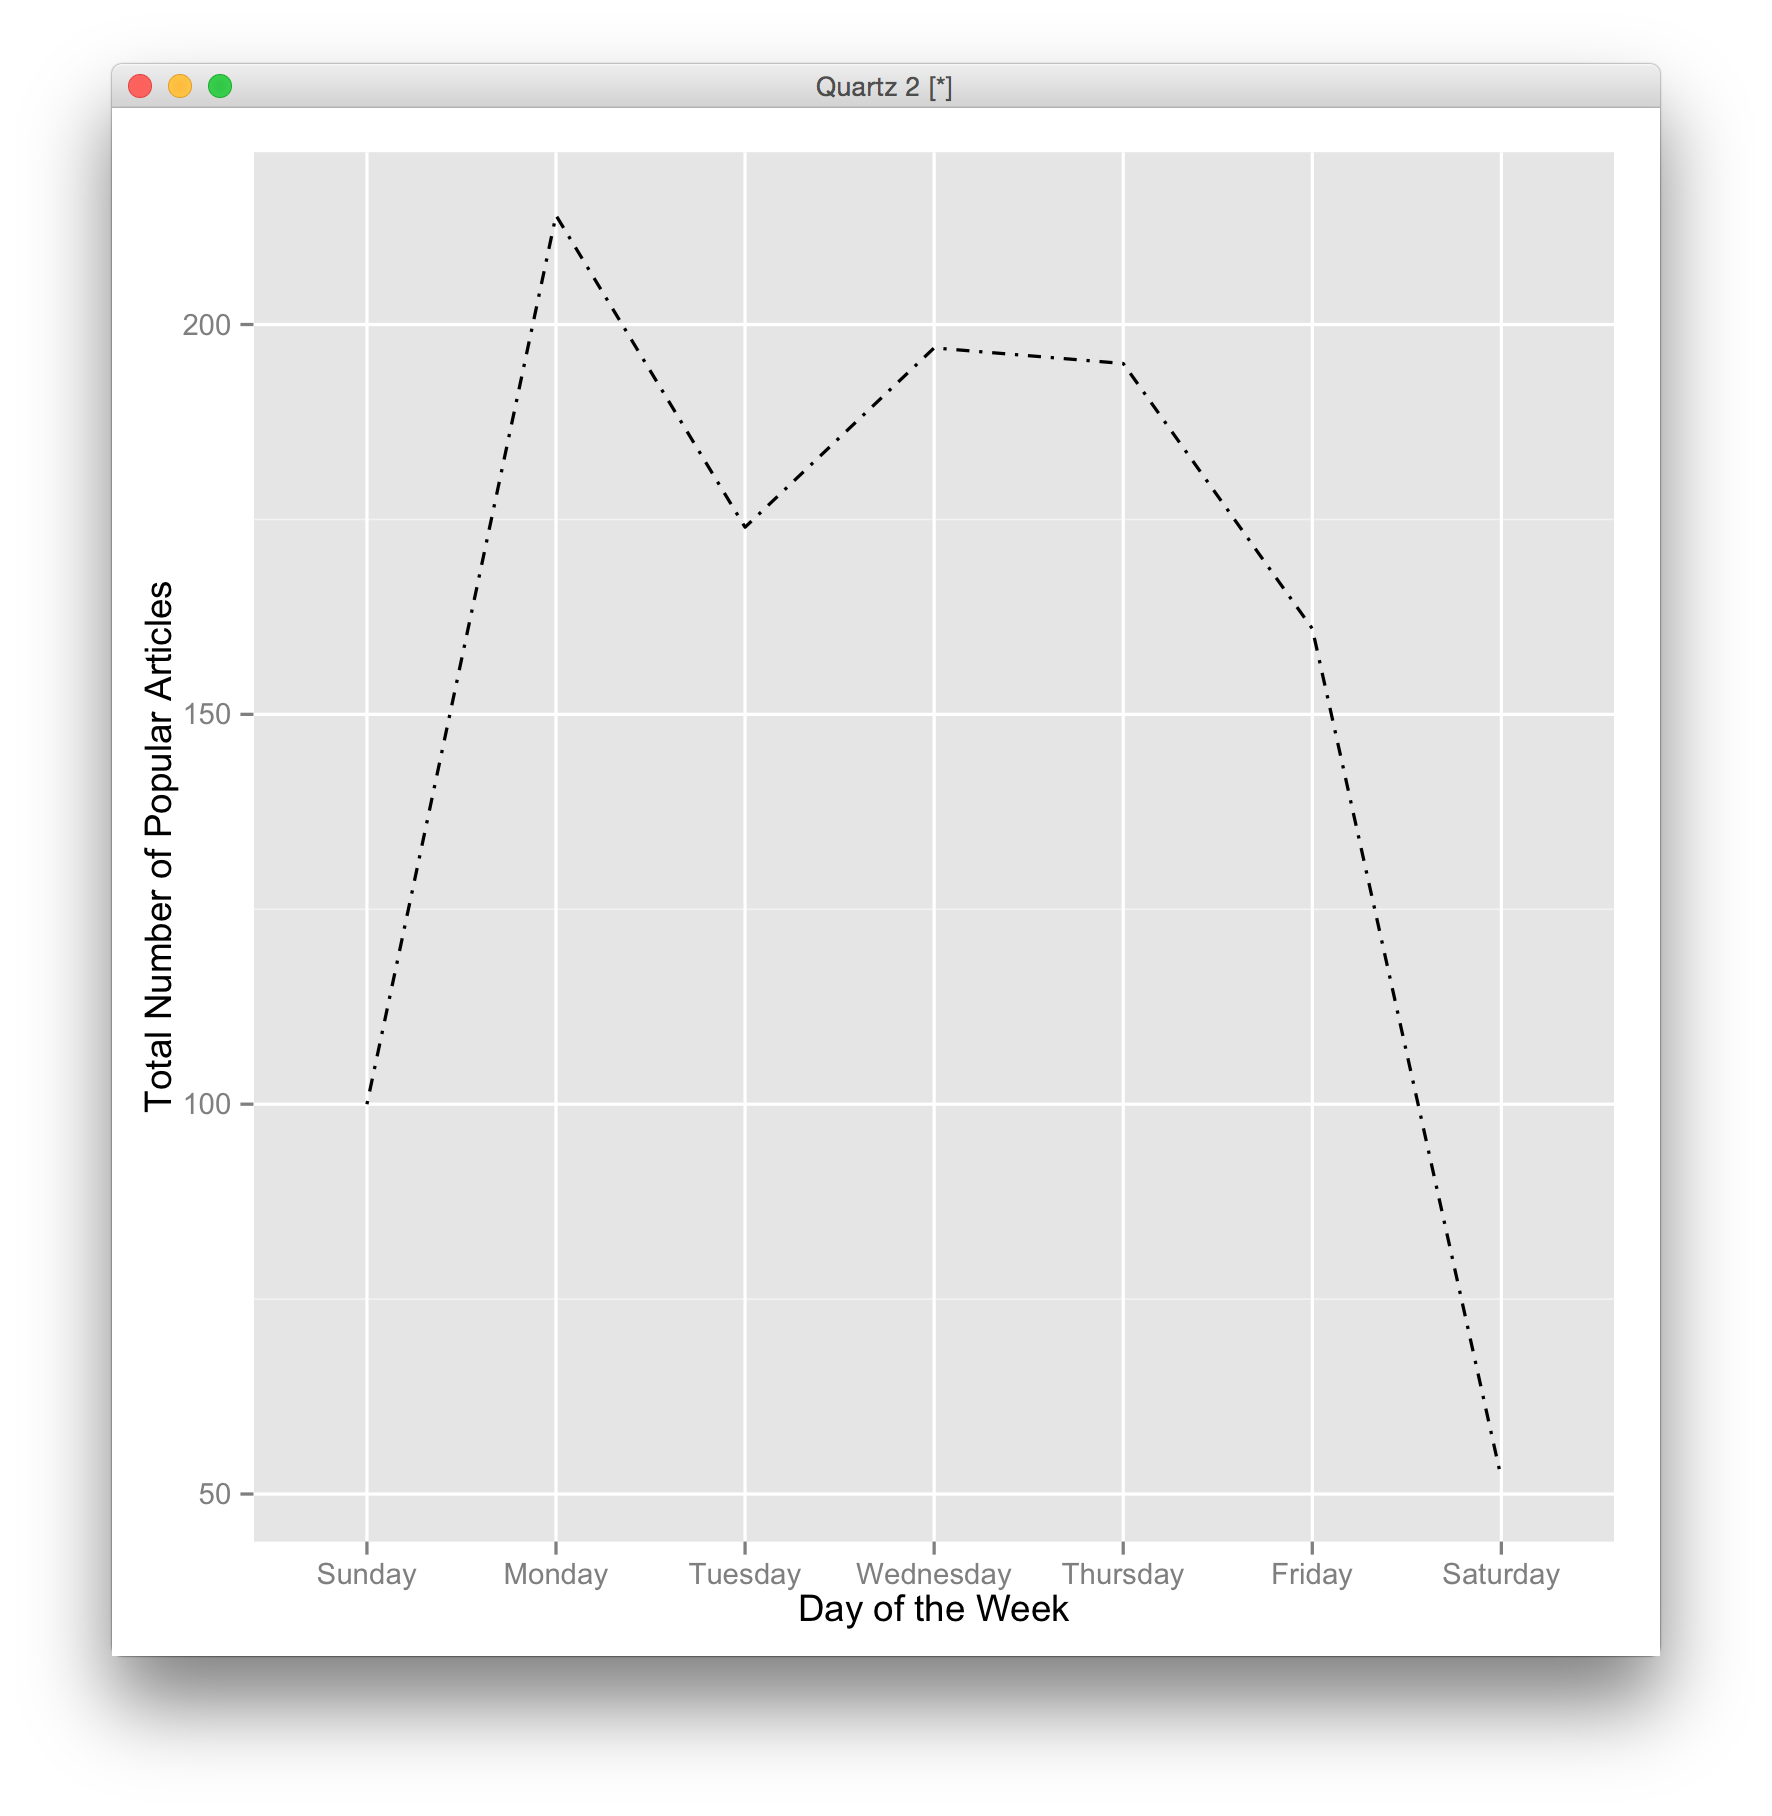 Quartz 2 [*]
Total Number of Popular Articles
200
150
100
50
Sunday Monday Tuesday Wednesday Thursday Friday Saturday
Day of the Week